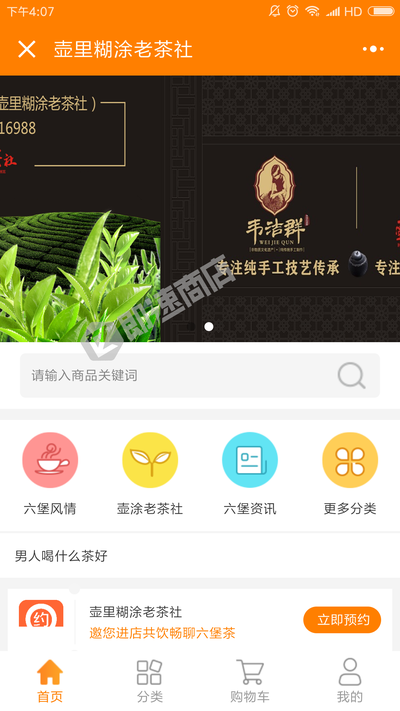 下午4:07
HD
壶里糊涂老茶社
壶里糊涂老茶社）
16988
韦洁群
WEI JIE QUN
专注纯手工技艺传承
专注
即速商店
请输入商品关键词
六堡风情
壶涂老茶社
六堡资讯
更多分类
男人喝什么茶好
约
壶里糊涂老茶社
邀您进店共饮畅聊六堡茶
立即预约
首页
分类
购物车
我的